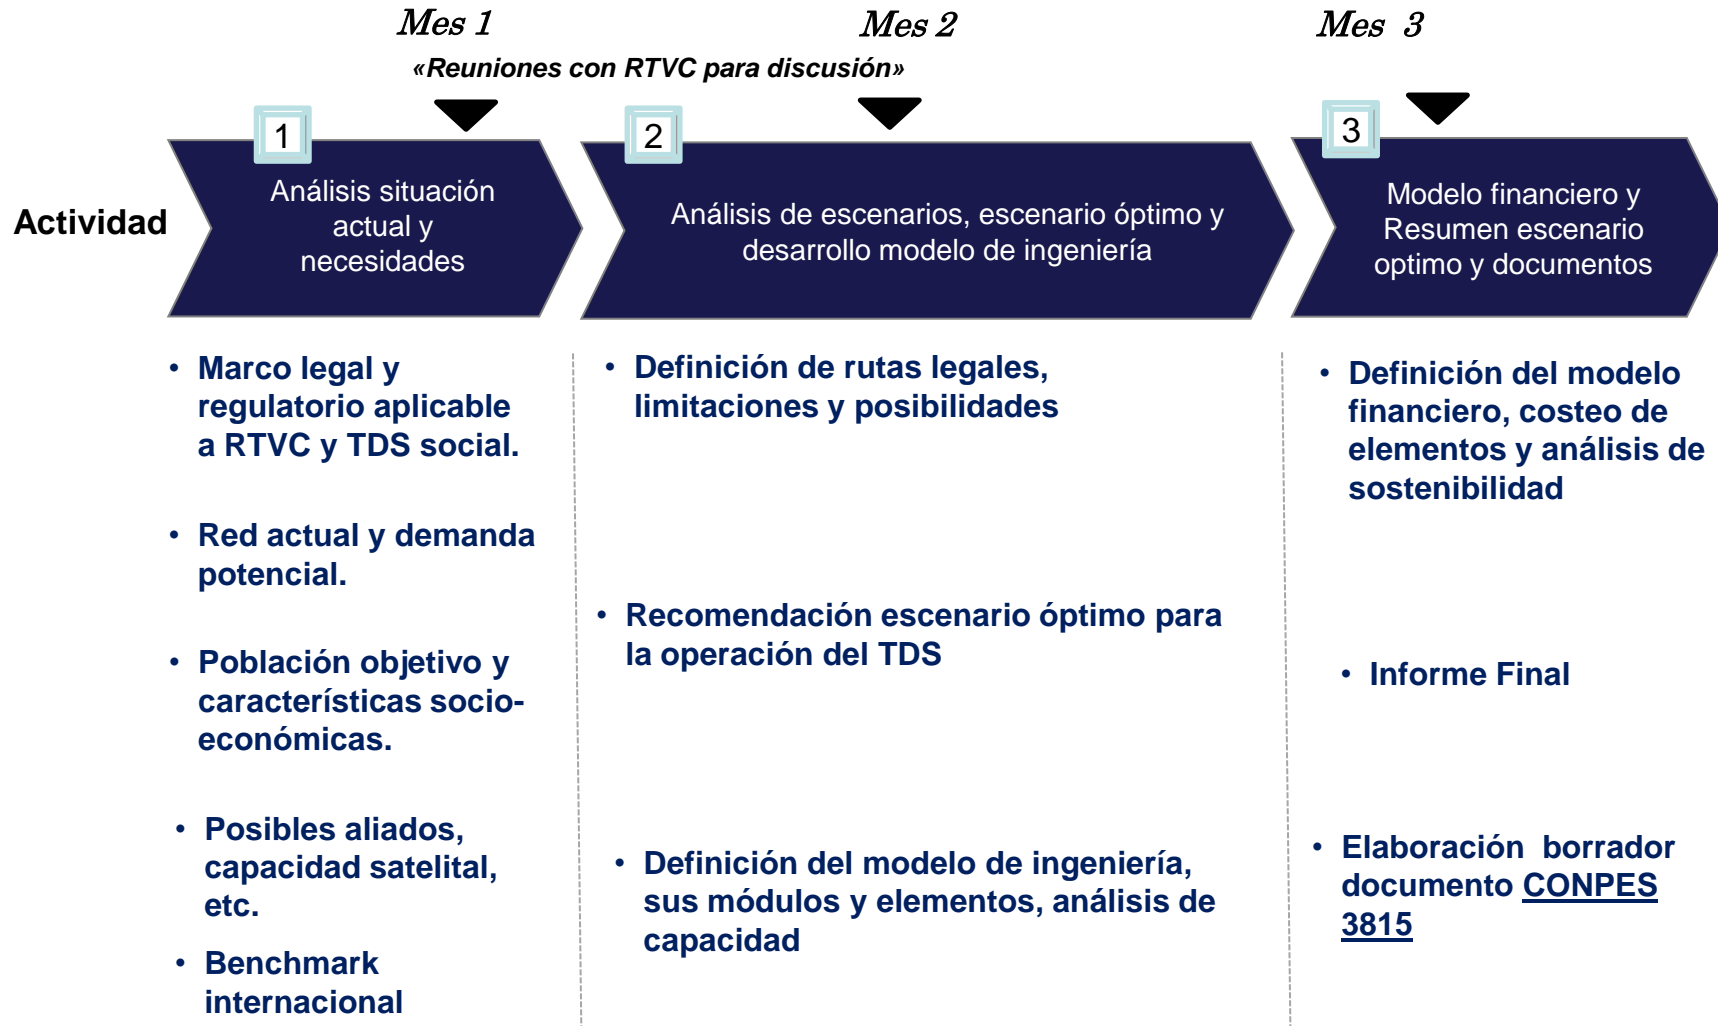 Mes 1
Mes 2
Mes 3
«Reuniones con RTVC para discusión»
1
2
3
Actividad
Análisis situación
actual y
necesidades
Análisis de escenarios, escenario óptimo y
desarrollo modelo de ingeniería
Modelo financiero y
Resumen escenario
optimo y documentos
• Marco legal y
regulatorio aplicable
a RTVC y TDS social.
• Red actual y demanda
potencial.
• Población objetivo y
características socio-
económicas.
• Posibles aliados,
capacidad satelital,
etc.
• Benchmark
internacional
• Definición de rutas legales,
limitaciones y posibilidades
• Recomendación escenario óptimo para
la operación del TDS
• Definición del modelo de ingeniería,
sus módulos y elementos, análisis de
capacidad
• Definición del modelo
financiero, costeo de
elementos y análisis de
sostenibilidad
• Informe Final
• Elaboración borrador
documento CONPES
3815